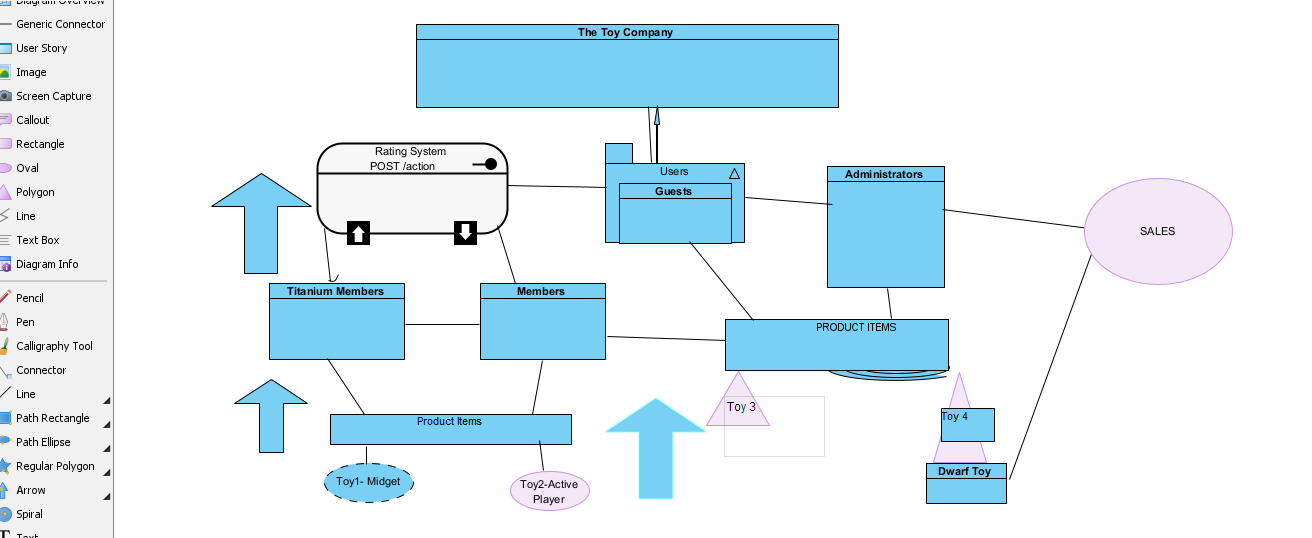 Diagram Overview
Generic Connector
User Story
Image
Screen Capture
Callout
Rectangle
Oval
Polygon
Line
Text Box
Diagram Info
Pencil
Pen
Calligraphy Tool
Connector
Line
Path Rectangle
Path Ellipse
Regular Polygon
Arrow
Spiral
Text
The Toy Company
Rating System
POST /action
Users
Guests
Administrators
SALES
Titanium Members
Members
PRODUCT ITEMS
Product Items
Toy 3
Toy 4
Dwarf Toy
Toy1- Midget
Toy2-Active
Player